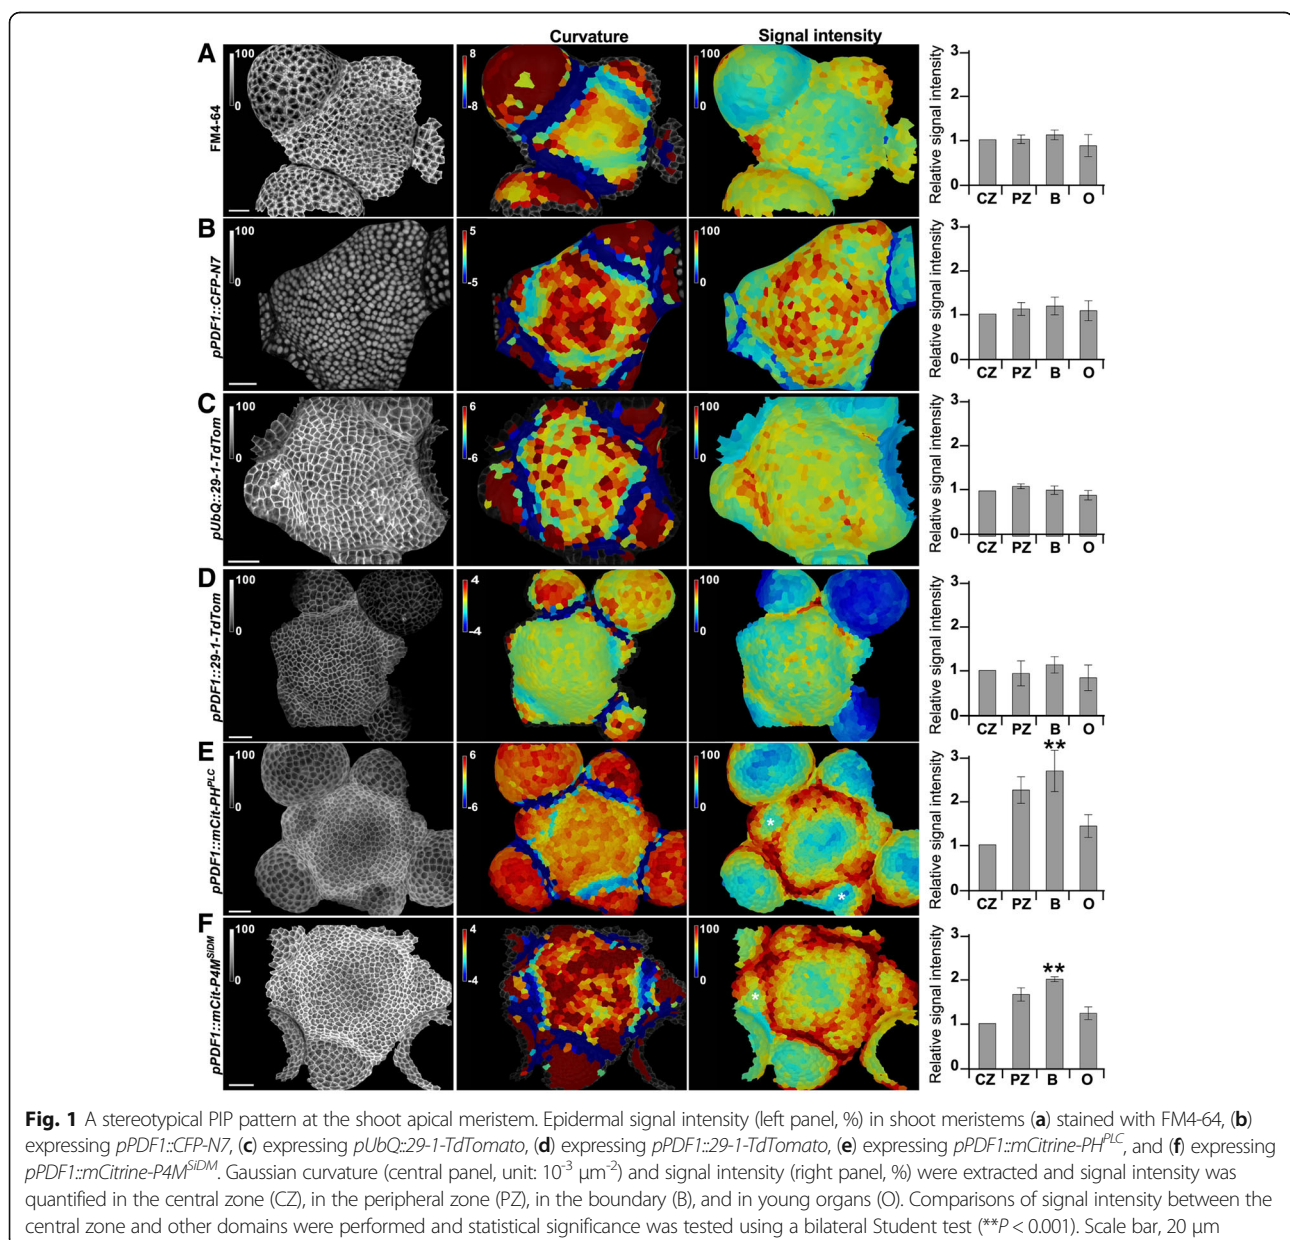 Curvature Signal intensity
A
100
0
FM4-64
8
-8
100
0
Relative signal intensity
3
2
1
0
CZ PZ B O
B
100
0
pPDF1::CFP-N7
5
-5
100
0
Relative signal intensity
3
2
1
0
CZ PZ B O
C
100
0
pUbQ::29-1-TdTom
6
-6
100
0
Relative signal intensity
3
2
1
0
CZ PZ B O
D
100
0
pPDF1::29-1-TdTom
4
-4
100
0
Relative signal intensity
3
2
1
0
CZ PZ B O
E
100
0
pPDF1::mCit-PH^PLC
6
-6
100
0
*
*
Relative signal intensity
3
2
1
0
**
CZ PZ B O
F
100
0
pPDF1::mCit-P4M^SiDM
4
-4
100
0
*
Relative signal intensity
3
2
1
0
**
CZ PZ B O
Fig. 1 A stereotypical PIP pattern at the shoot apical meristem. Epidermal signal intensity (left panel, %) in shoot meristems (a) stained with FM4-64, (b)
expressing pPDF1::CFP-N7, (c) expressing pUbQ::29-1-TdTomato, (d) expressing pPDF1::29-1-TdTomato, (e) expressing pPDF1::mCitrine-PH^PLC, and (f) expressing
pPDF1::mCitrine-P4M^SiDM. Gaussian curvature (central panel, unit: 10⁻³ μm⁻²) and signal intensity (right panel, %) were extracted and signal intensity was
quantified in the central zone (CZ), in the peripheral zone (PZ), in the boundary (B), and in young organs (O). Comparisons of signal intensity between the
central zone and other domains were performed and statistical significance was tested using a bilateral Student test (**P < 0.001). Scale bar, 20 μm